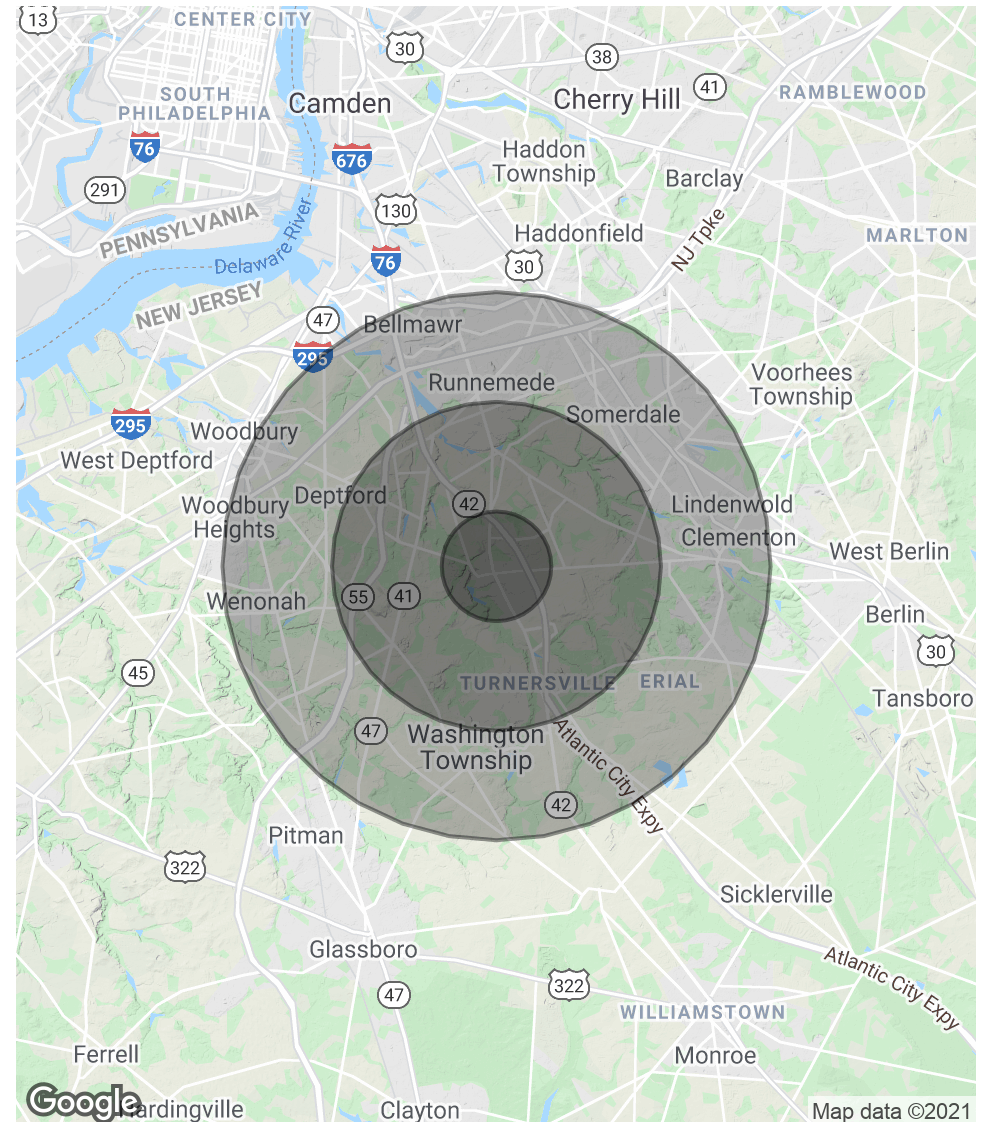 13
CENTER CITY
30
38
41
SOUTH
PHILADELPHIA
Camden
Cherry Hill
RAMBLEWOOD
76
676
Haddon
Township
Barclay
291
130
PENNSYLVANIA
Haddonfield
NJ Tpke
MARLTON
Delaware River
76
30
NEW JERSEY
47
Bellmawr
295
Runnemede
Voorhees
Township
295
Woodbury
Somerdale
West Deptford
Woodbury
Heights
Deptford
42
Lindenwold
Clementon
West Berlin
Wenonah
55
41
Berlin
30
45
TURNERSVILLE
ERIAL
Tansboro
47
Washington
Township
Atlantic City Expy
42
Pitman
322
Sicklerville
Glassboro
Atlantic City Expy
47
322
WILLIAMSTOWN
Ferrell
Monroe
Google
Hardingville
Clayton
Map data ©2021